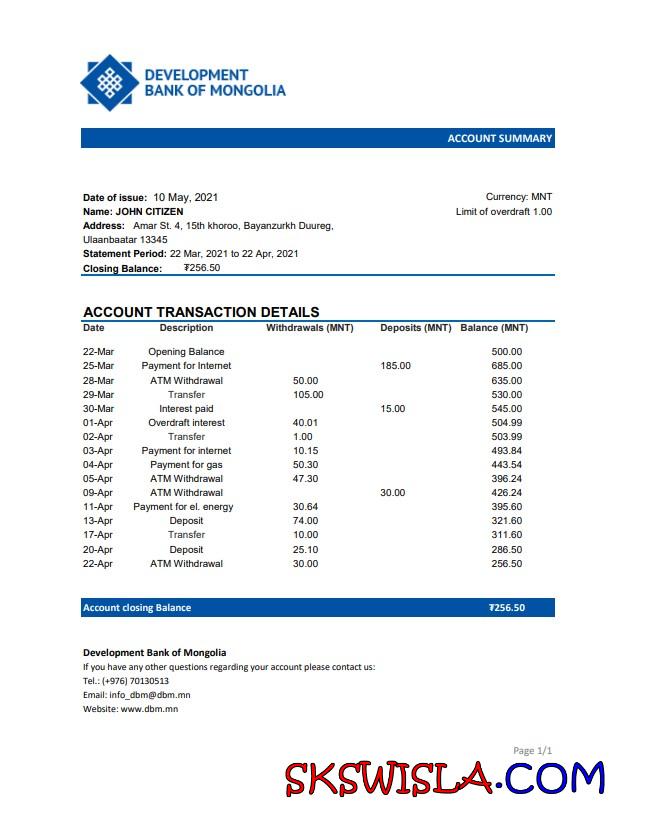 DEVELOPMENT
BANK OF MONGOLIA
ACCOUNT SUMMARY
Date of issue: 10 May, 2021 Currency: MNT
Name: JOHN CITIZEN Limit of overdraft 1.00
Address: Amar St. 4, 15th khoroo, Bayanzurkh Duureg,
Ulaanbaatar 13345
Statement Period: 22 Mar, 2021 to 22 Apr, 2021
Closing Balance: ₮256.50
ACCOUNT TRANSACTION DETAILS
Date Description Withdrawals (MNT) Deposits (MNT) Balance (MNT)
22-Mar Opening Balance 500.00
25-Mar Payment for Internet 185.00 685.00
28-Mar ATM Withdrawal 50.00 635.00
29-Mar Transfer 105.00 530.00
30-Mar Interest paid 15.00 545.00
01-Apr Overdraft interest 40.01 504.99
02-Apr Transfer 1.00 503.99
03-Apr Payment for internet 10.15 493.84
04-Apr Payment for gas 50.30 443.54
05-Apr ATM Withdrawal 47.30 396.24
09-Apr ATM Withdrawal 30.00 426.24
11-Apr Payment for el. energy 30.64 395.60
13-Apr Deposit 74.00 321.60
17-Apr Transfer 10.00 311.60
20-Apr Deposit 25.10 286.50
22-Apr ATM Withdrawal 30.00 256.50
Account closing Balance ₮256.50
Development Bank of Mongolia
If you have any other questions regarding your account please contact us:
Tel.: (+976) 70130513
Email: info_dbm@dbm.mn
Website: www.dbm.mn
Page 1/1
SKSWISLA.COM